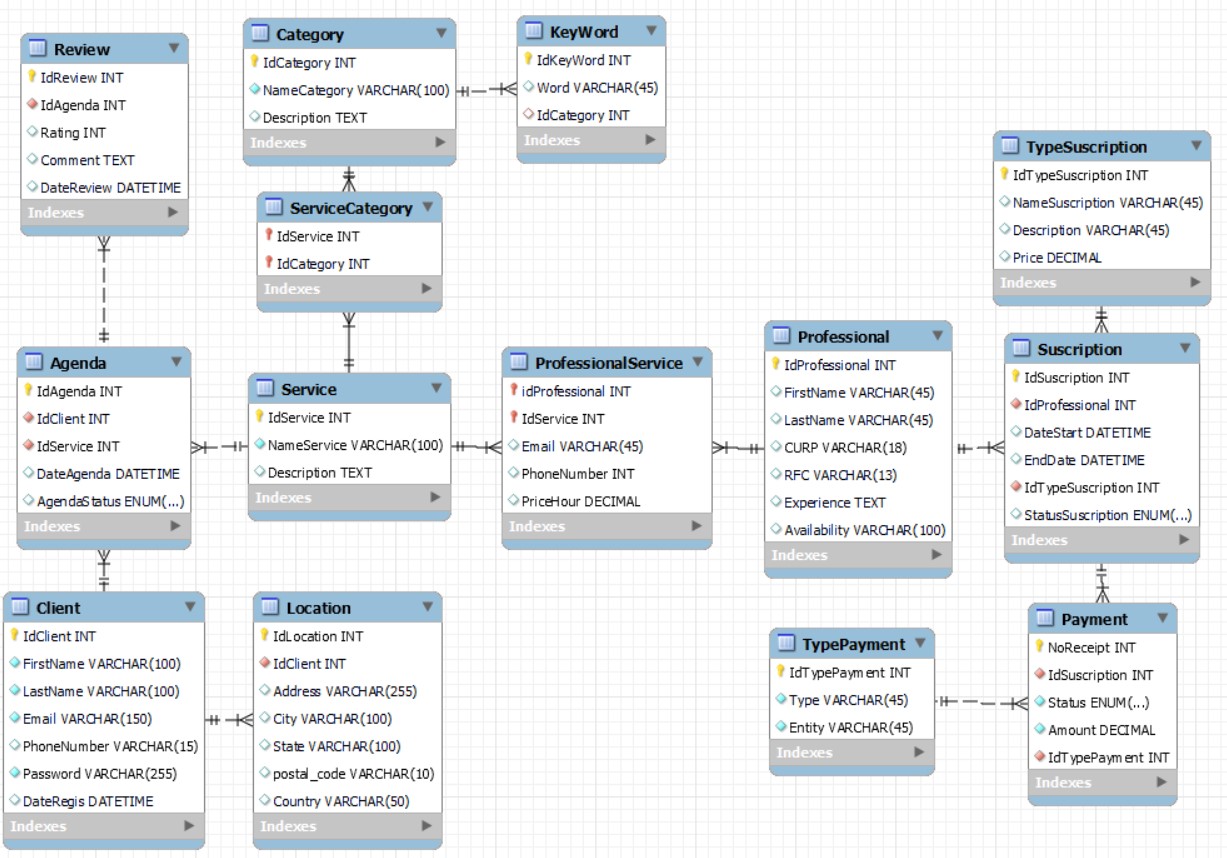 Review
IdReview INT
IdAgenda INT
Rating INT
Comment TEXT
DateReview DATETIME
Indexes
Category
IdCategory INT
NameCategory VARCHAR(100)
Description TEXT
Indexes
KeyWord
IdKeyWord INT
Word VARCHAR(45)
IdCategory INT
Indexes
ServiceCategory
IdService INT
IdCategory INT
Indexes
TypeSuscription
IdTypeSuscription INT
NameSuscription VARCHAR(45)
Description VARCHAR(45)
Price DECIMAL
Indexes
Agenda
IdAgenda INT
IdClient INT
IdService INT
DateAgenda DATETIME
AgendaStatus ENUM(...)
Indexes
Service
IdService INT
NameService VARCHAR(100)
Description TEXT
Indexes
ProfessionalService
idProfessional INT
IdService INT
Email VARCHAR(45)
PhoneNumber INT
PriceHour DECIMAL
Indexes
Professional
IdProfessional INT
FirstName VARCHAR(45)
LastName VARCHAR(45)
CURP VARCHAR(18)
RFC VARCHAR(13)
Experience TEXT
Availability VARCHAR(100)
Indexes
Suscription
IdSuscription INT
IdProfessional INT
DateStart DATETIME
EndDate DATETIME
IdTypeSuscription INT
StatusSuscription ENUM(...)
Indexes
Client
IdClient INT
FirstName VARCHAR(100)
LastName VARCHAR(100)
Email VARCHAR(150)
PhoneNumber VARCHAR(15)
Password VARCHAR(255)
DateRegis DATETIME
Indexes
Location
IdLocation INT
IdClient INT
Address VARCHAR(255)
City VARCHAR(100)
State VARCHAR(100)
postal_code VARCHAR(10)
Country VARCHAR(50)
Indexes
TypePayment
IdTypePayment INT
Type VARCHAR(45)
Entity VARCHAR(45)
Indexes
Payment
NoReceipt INT
IdSuscription INT
Status ENUM(...)
Amount DECIMAL
IdTypePayment INT
Indexes